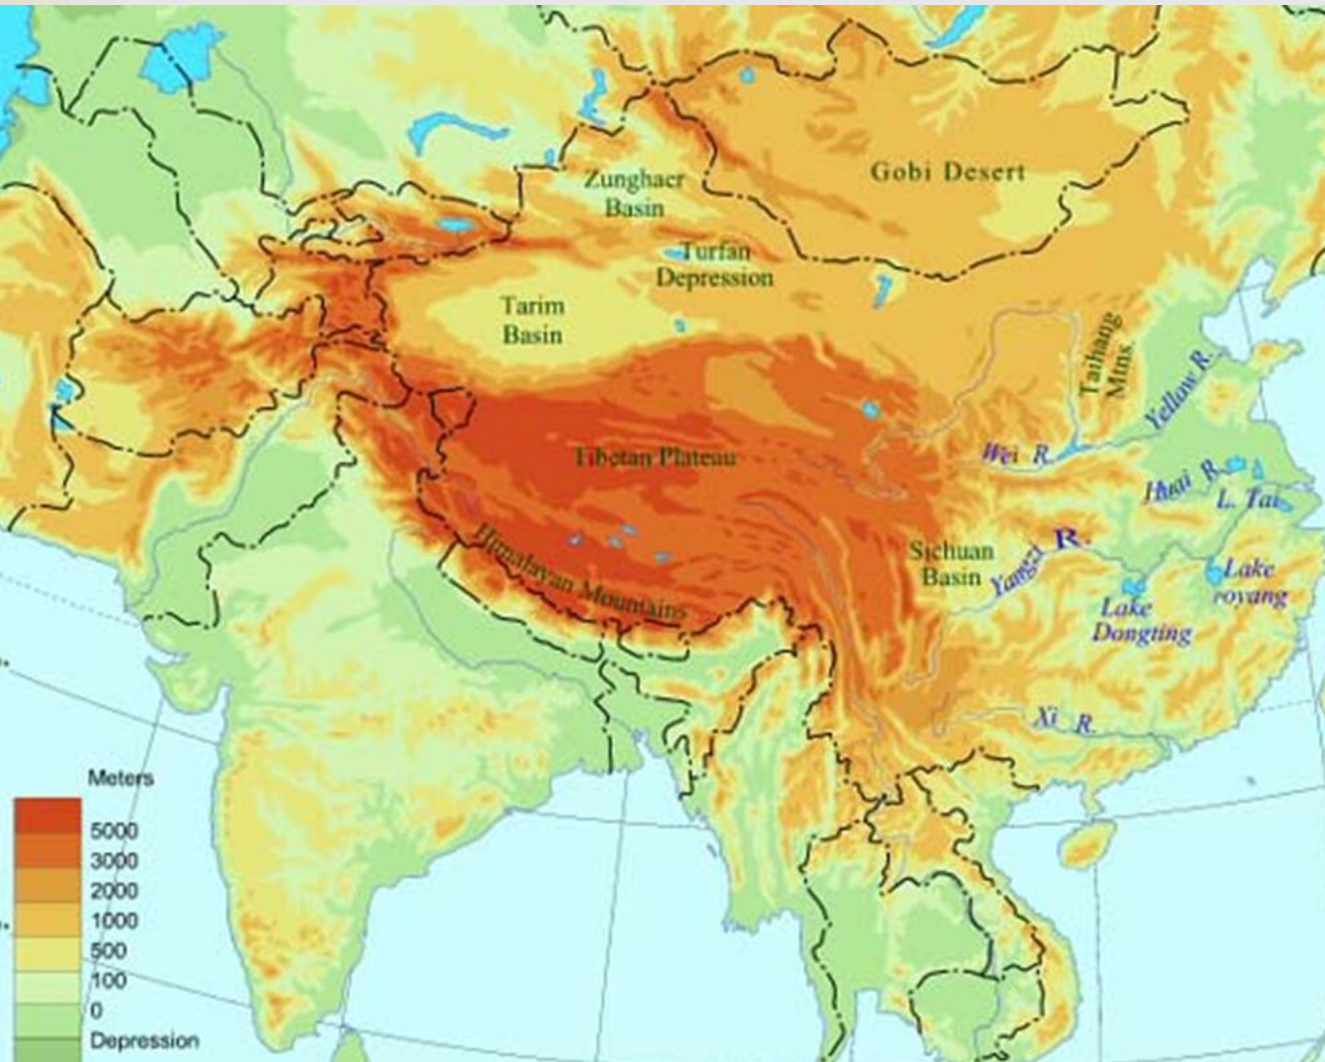 Gobi Desert
Zunghaer
Basin
Turfan
Depression
Tarim
Basin
Taihang
Mtns.
Yellow R.
Wei R.
Tibetan Plateau
Huai R.
L. Tai
Himalayan Mountains
Sichuan
Basin
Yangzi R.
Lake
royang
Lake
Dongting
Xi R.
Meters
5000
3000
2000
1000
500
100
0
Depression